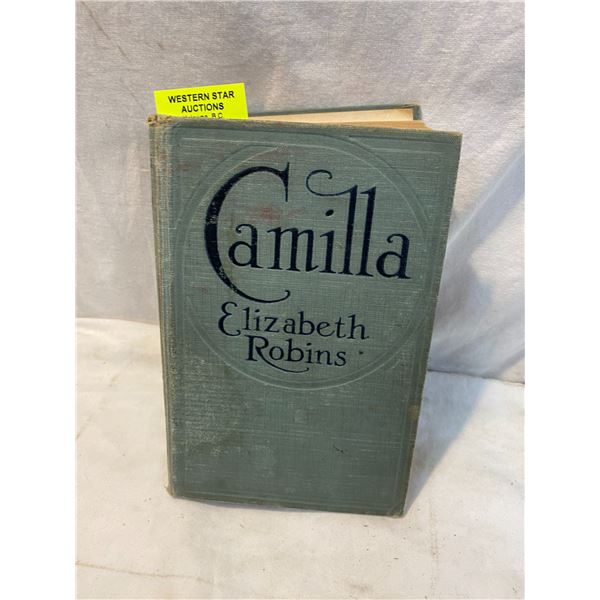 WESTERN STAR
AUCTIONS
B.C.
Camilla
Elizabeth
Robins